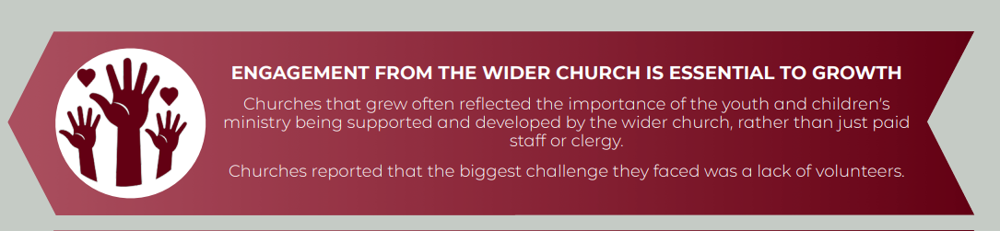 ENGAGEMENT FROM THE WIDER CHURCH IS ESSENTIAL TO GROWTH
Churches that grew often reflected the importance of the youth and children's
ministry being supported and developed by the wider church, rather than just paid
staff or clergy.
Churches reported that the biggest challenge they faced was a lack of volunteers.